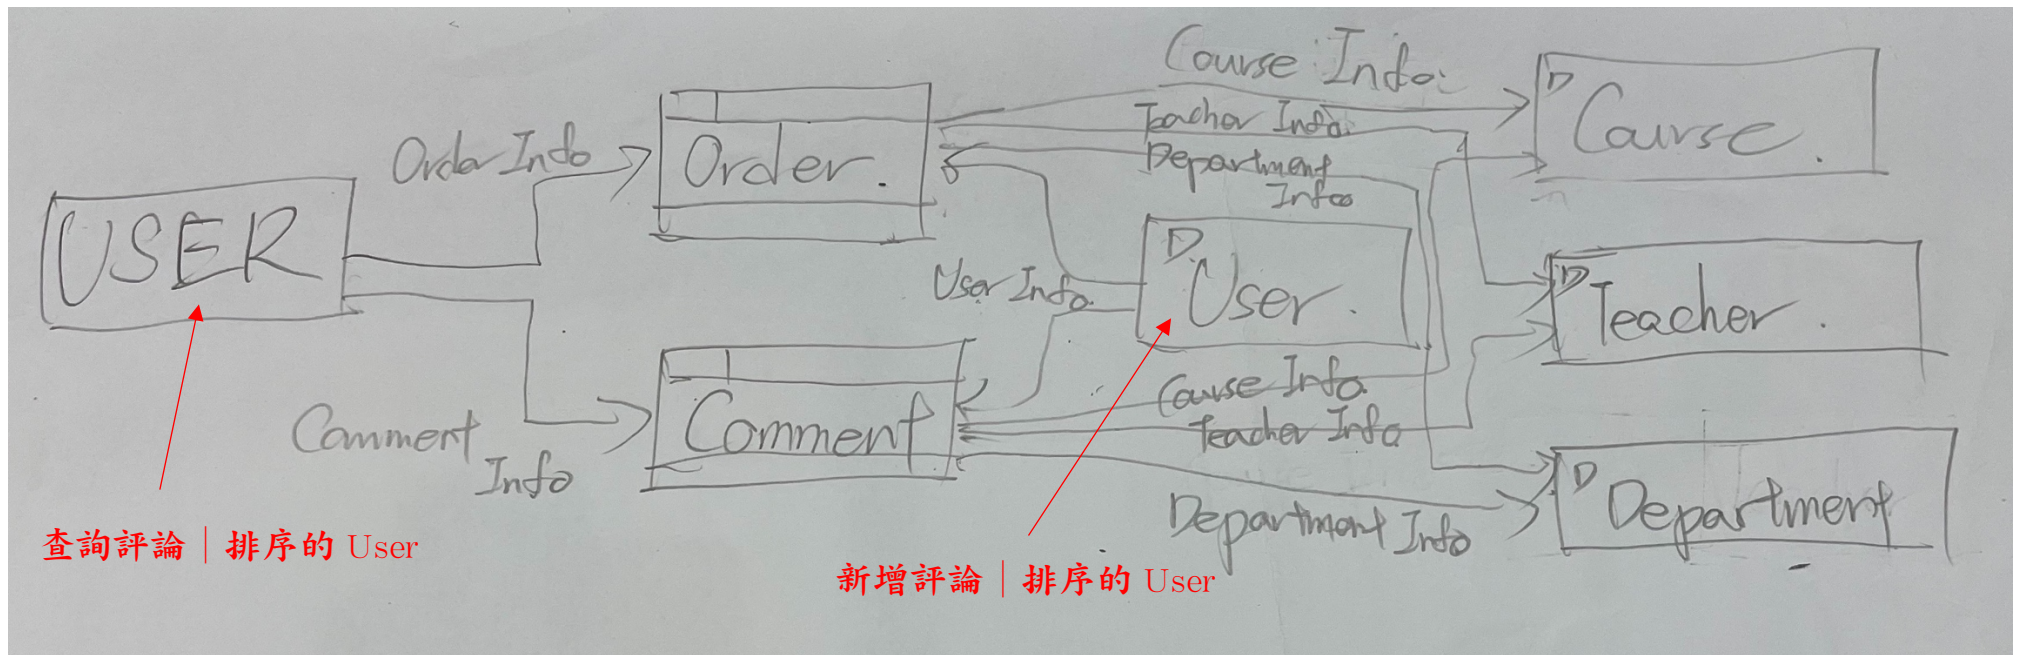 Course Info.
D
Course.
Teacher Info.
Order Info
Order.
Department
Info
USER
D
User.
User Info.
D
Teacher.
Course Info.
Comment
Teacher Info
Comment
Info
D
Department
Department Info
查詢評論｜排序的 User
新增評論｜排序的 User